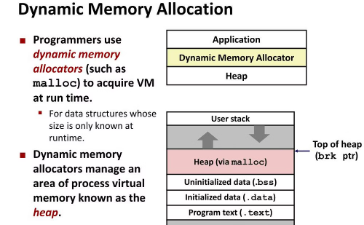 Dynamic Memory Allocation
■ Programmers use
dynamic memory
allocators (such as
malloc) to acquire VM
at run time.
▪ For data structures whose
size is only known at
runtime.
■ Dynamic memory
allocators manage an
area of process virtual
memory known as the
heap.
Application
Dynamic Memory Allocator
Heap
User stack
Heap (via malloc)
Top of heap
(brk ptr)
Uninitialized data (.bss)
Initialized data (.data)
Program text (.text)